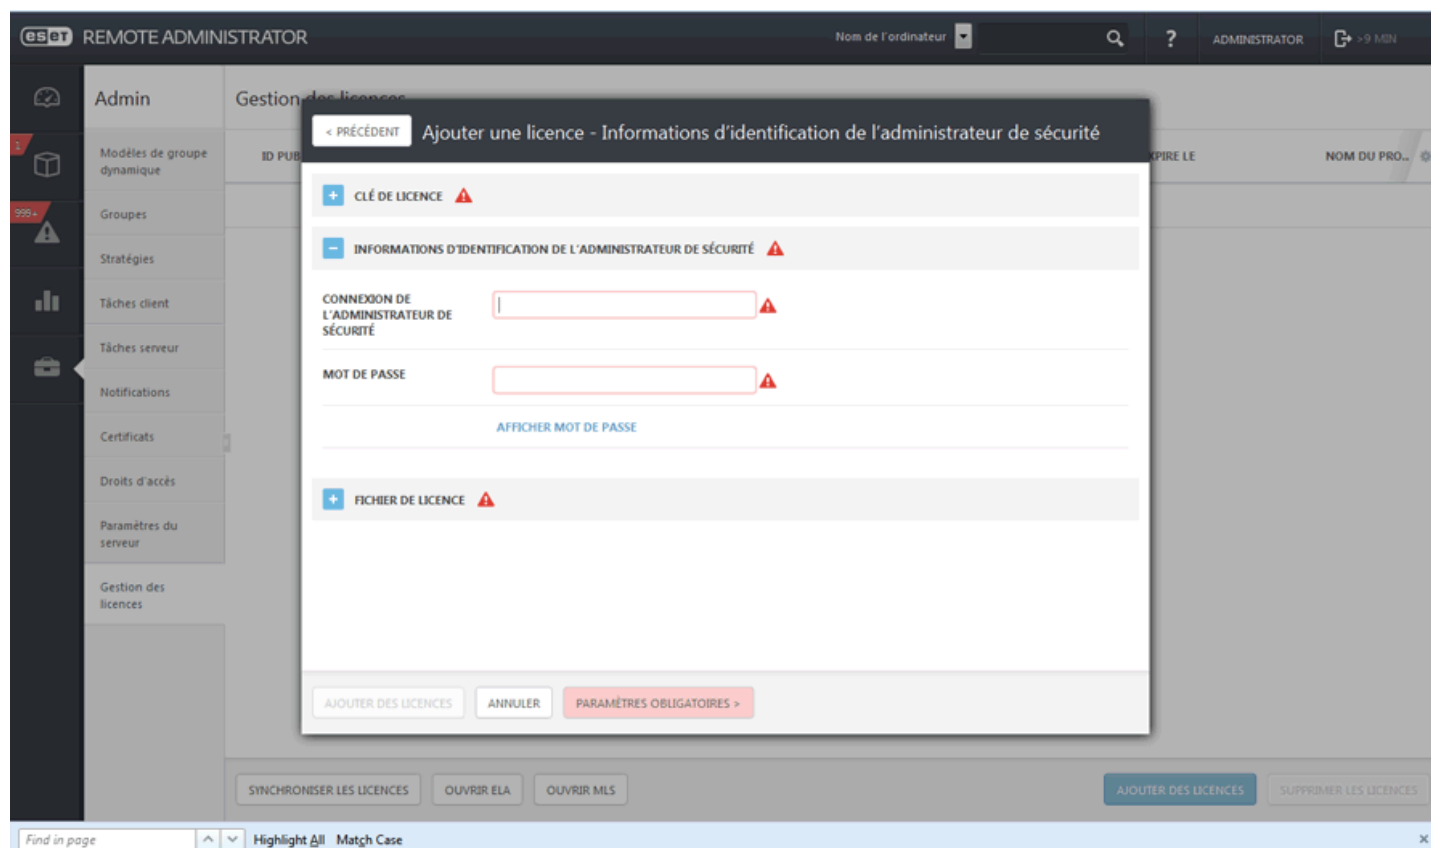 eset REMOTE ADMINISTRATOR
Nom de l'ordinateur
?
ADMINISTRATOR
>9 MIN
Admin
Gestion des licences
1
999+
Modèles de groupe
dynamique
Groupes
Stratégies
Tâches client
Tâches serveur
Notifications
Certificats
Droits d'accès
Paramètres du
serveur
Gestion des
licences
ID PUB
XPIRE LE
NOM DU PRO...
< PRÉCÉDENT
Ajouter une licence - Informations d'identification de l'administrateur de sécurité
CLÉ DE LICENCE
INFORMATIONS D'IDENTIFICATION DE L'ADMINISTRATEUR DE SÉCURITÉ
CONNEXION DE
L'ADMINISTRATEUR DE
SÉCURITÉ
MOT DE PASSE
AFFICHER MOT DE PASSE
FICHIER DE LICENCE
AJOUTER DES LICENCES
ANNULER
PARAMÈTRES OBLIGATOIRES >
SYNCHRONISER LES LICENCES
OUVRIR ELA
OUVRIR MLS
AJOUTER DES LICENCES
SUPPRIMER LES LICENCES
Find in page
Highlight All
Match Case